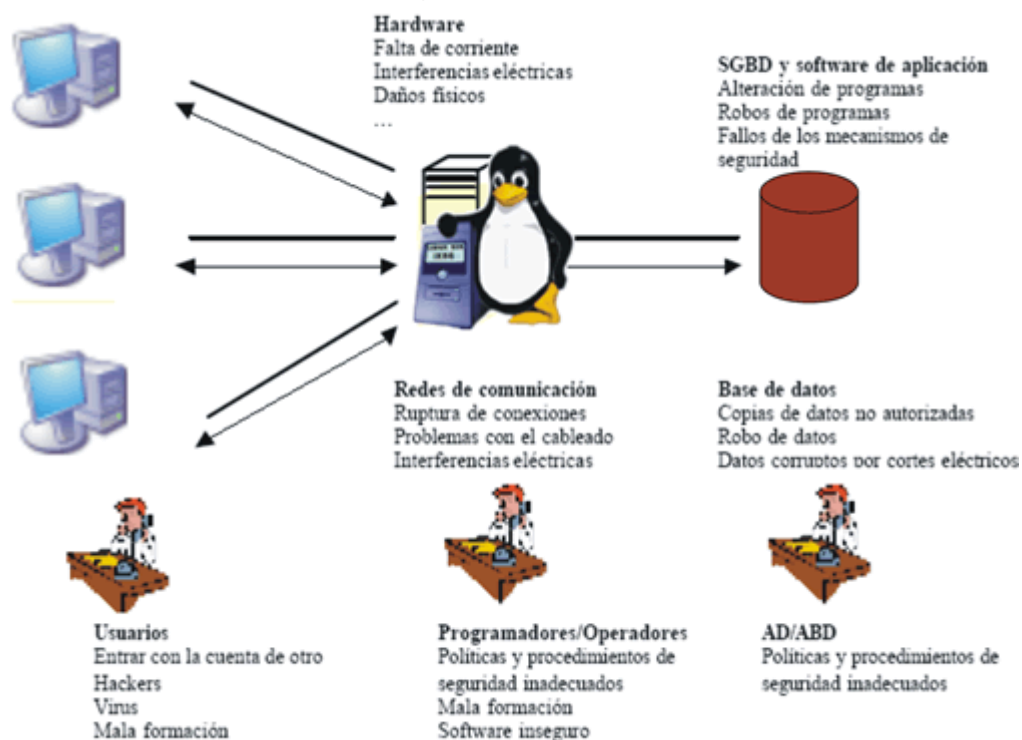 Hardware
Falta de corriente
Interferencias eléctricas
Daños físicos
…
SGBD y software de aplicación
Alteración de programas
Robos de programas
Fallos de los mecanismos de
seguridad
Redes de comunicación
Ruptura de conexiones
Problemas con el cableado
Interferencias eléctricas
Base de datos
Copias de datos no autorizadas
Robo de datos
Datos corruptos por cortes eléctricos
Usuarios
Entrar con la cuenta de otro
Hackers
Virus
Mala formación
Programadores/Operadores
Políticas y procedimientos de
seguridad inadecuados
Mala formación
Software inseguro
AD/ABD
Políticas y procedimientos de
seguridad inadecuados